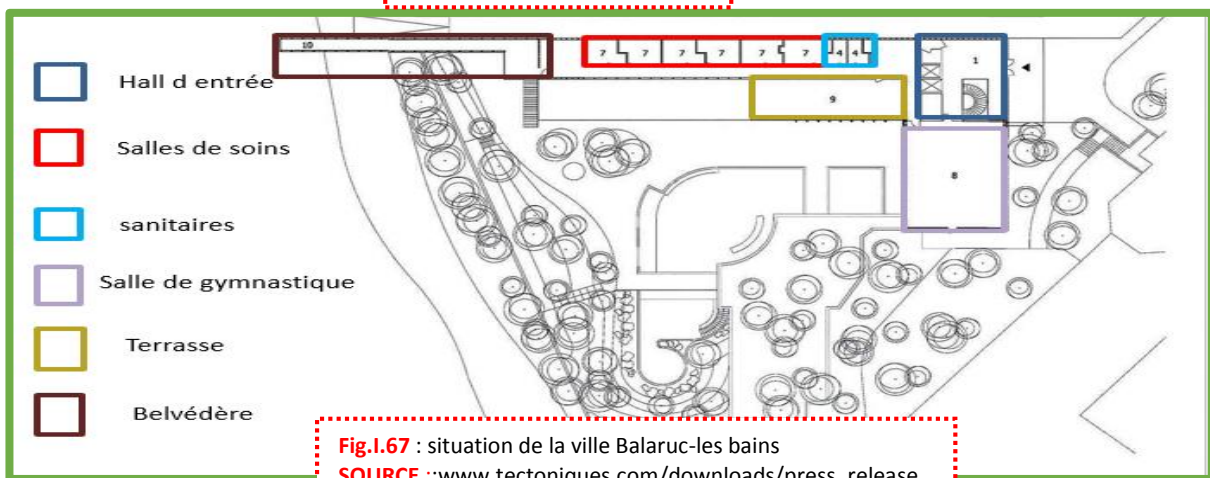 10
7 7 7 7 7 7 4 4
1
9
8
Hall d entrée
Salles de soins
sanitaires
Salle de gymnastique
Terrasse
Belvédère
Fig.I.67 : situation de la ville Balaruc-les bains
SOURCE ::www.tectoniques.com/downloads/press_release